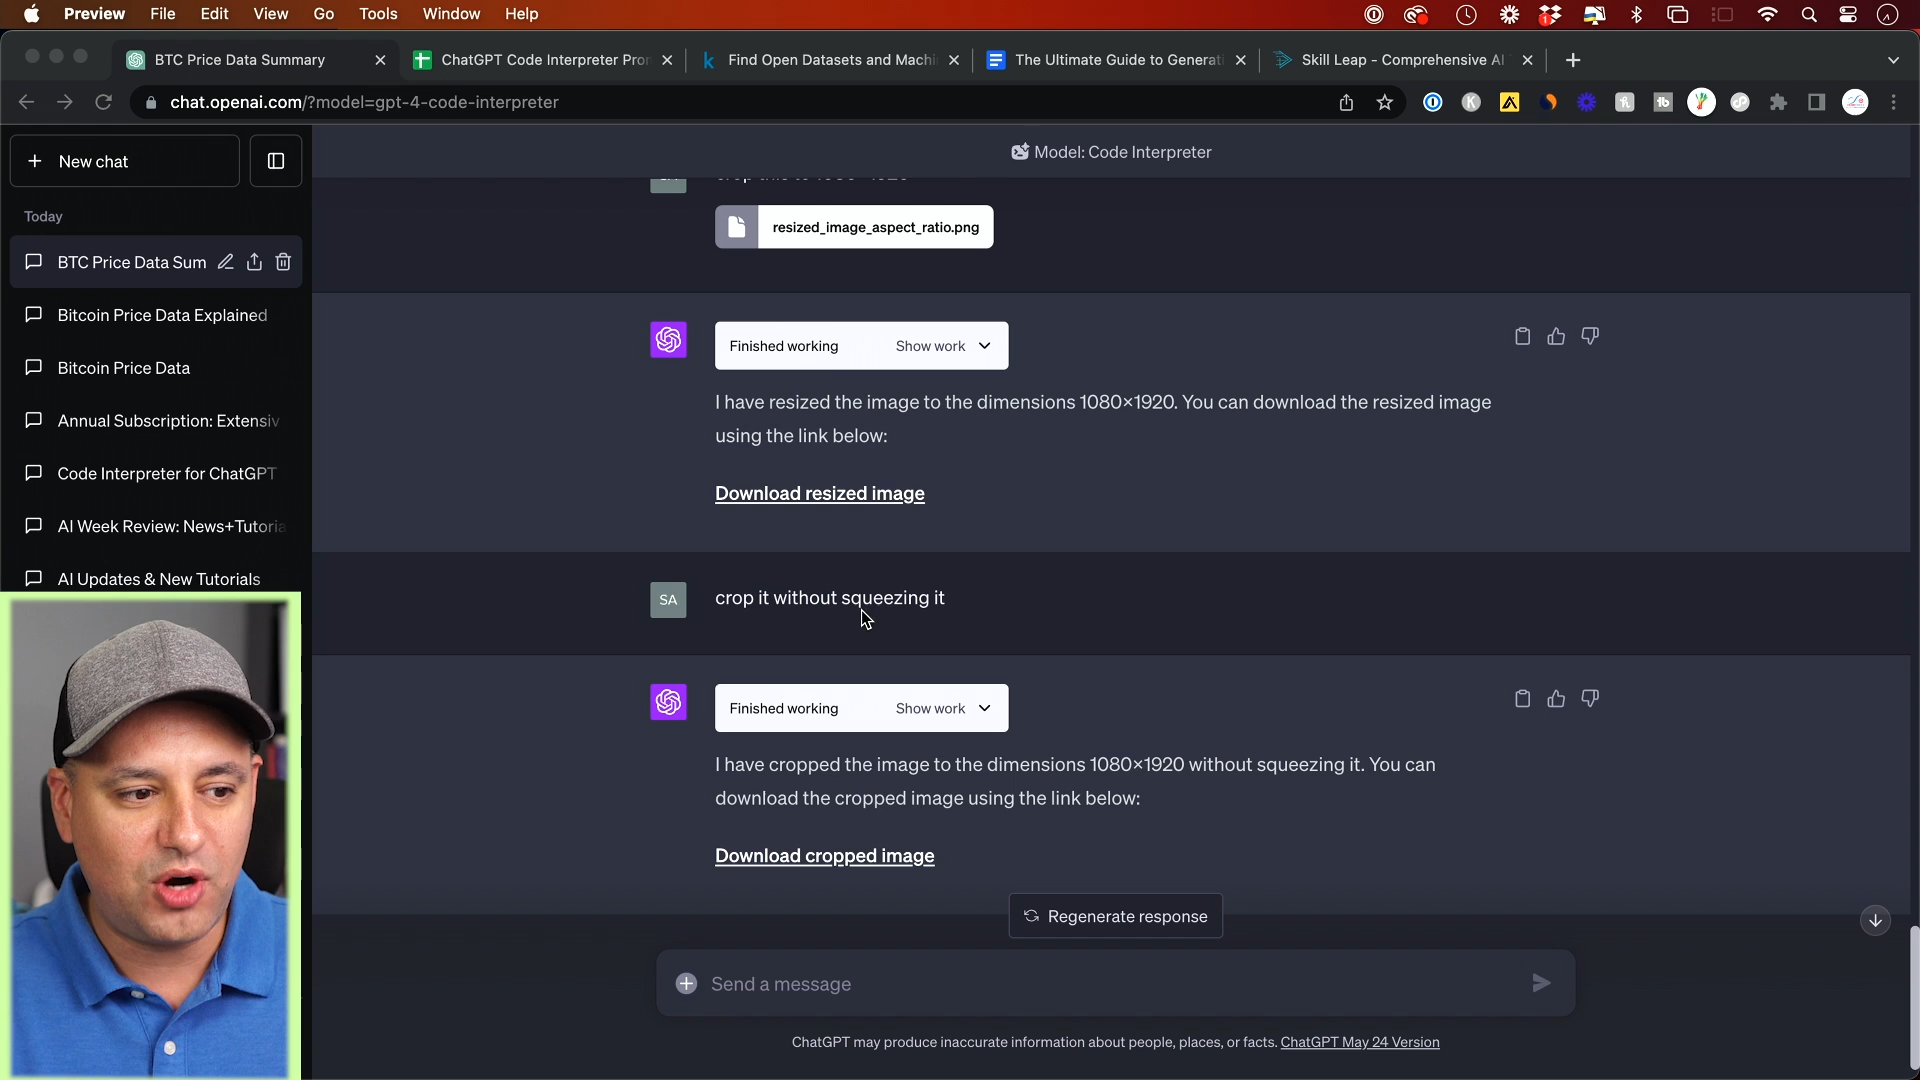 Preview File Edit View Go Tools Window Help
BTC Price Data Summary
ChatGPT Code Interpreter Pro
Find Open Datasets and Machi
The Ultimate Guide to Generati
Skill Leap - Comprehensive AI
chat.openai.com/?model=gpt-4-code-interpreter
New chat
Model: Code Interpreter
Today
resized_image_aspect_ratio.png
BTC Price Data Sum
Bitcoin Price Data Explained
Bitcoin Price Data
Annual Subscription: Extensiv
Code Interpreter for ChatGPT
AI Week Review: News+Tutoria
AI Updates & New Tutorials
Finished working Show work
I have resized the image to the dimensions 1080×1920. You can download the resized image
using the link below:
Download resized image
SA
crop it without squeezing it
Finished working Show work
I have cropped the image to the dimensions 1080×1920 without squeezing it. You can
download the cropped image using the link below:
Download cropped image
Regenerate response
Send a message
ChatGPT may produce inaccurate information about people, places, or facts. ChatGPT May 24 Version